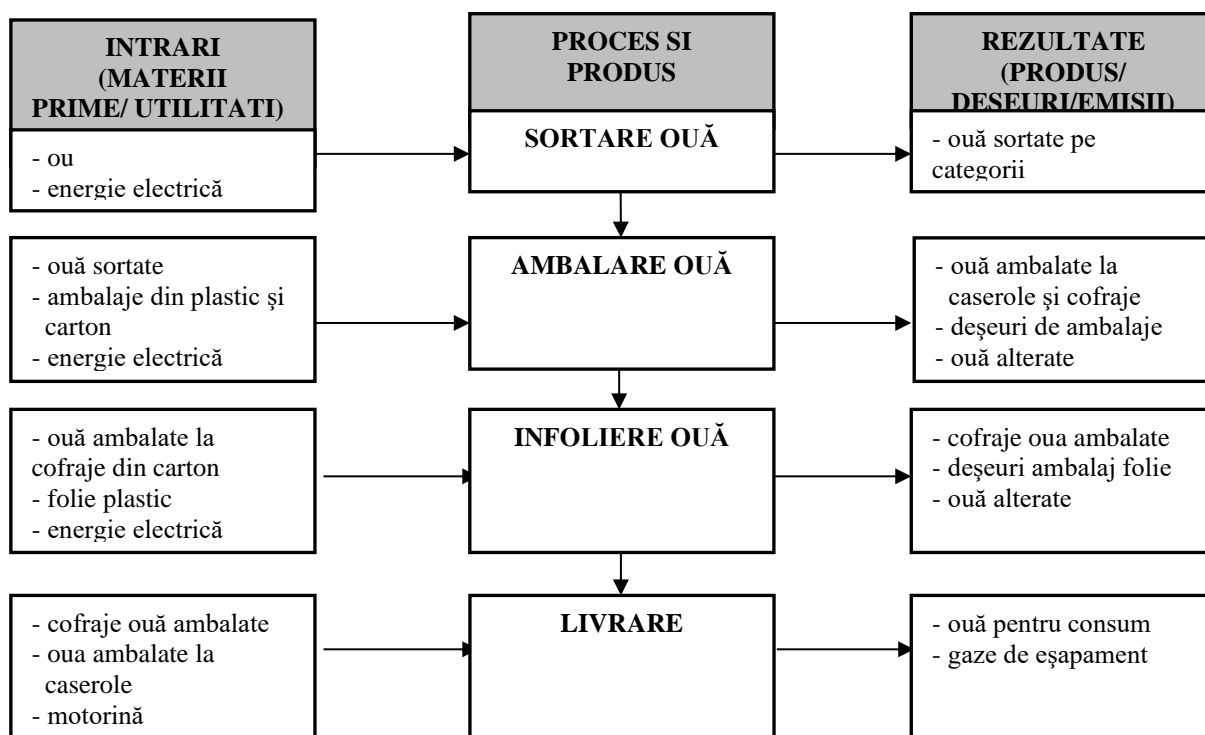 INTRARI
(MATERII
PRIME/ UTILITATI)
PROCES SI
PRODUS
REZULTATE
(PRODUS/
DESEURI/EMISII)
- ou
- energie electrică
SORTARE OUĂ
- ouă sortate pe
categorii
- ouă sortate
- ambalaje din plastic şi
carton
- energie electrică
AMBALARE OUĂ
- ouă ambalate la
caserole şi cofraje
- deşeuri de ambalaje
- ouă alterate
- ouă ambalate la
cofraje din carton
- folie plastic
- energie electrică
INFOLIERE OUĂ
- cofraje oua ambalate
- deşeuri ambalaj folie
- ouă alterate
- cofraje ouă ambalate
- oua ambalate la
caserole
- motorină
LIVRARE
- ouă pentru consum
- gaze de eşapament